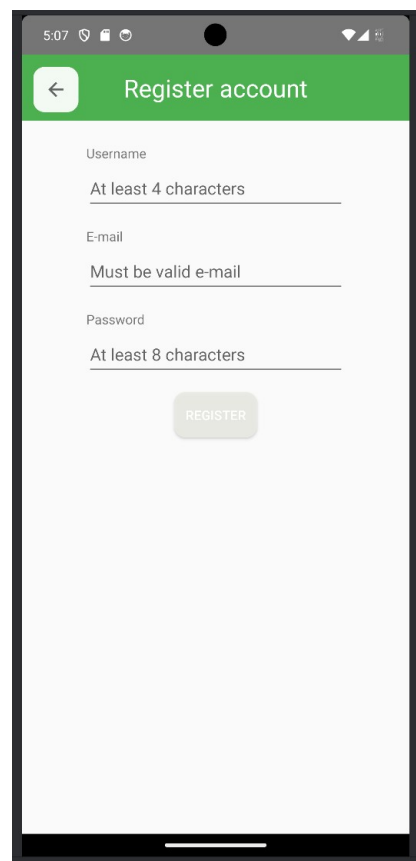 5:07
Register account
Username
At least 4 characters
E-mail
Must be valid e-mail
Password
At least 8 characters
REGISTER